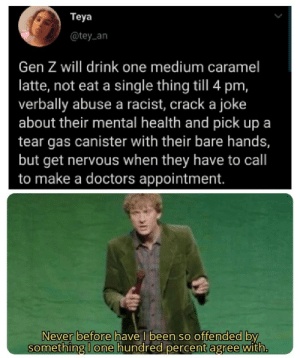 Teya
@tey_an
Gen Z will drink one medium caramel
latte, not eat a single thing till 4 pm,
verbally abuse a racist, crack a joke
about their mental health and pick up a
tear gas canister with their bare hands,
but get nervous when they have to call
to make a doctors appointment.
Never before have I been so offended by
something I one hundred percent agree with.